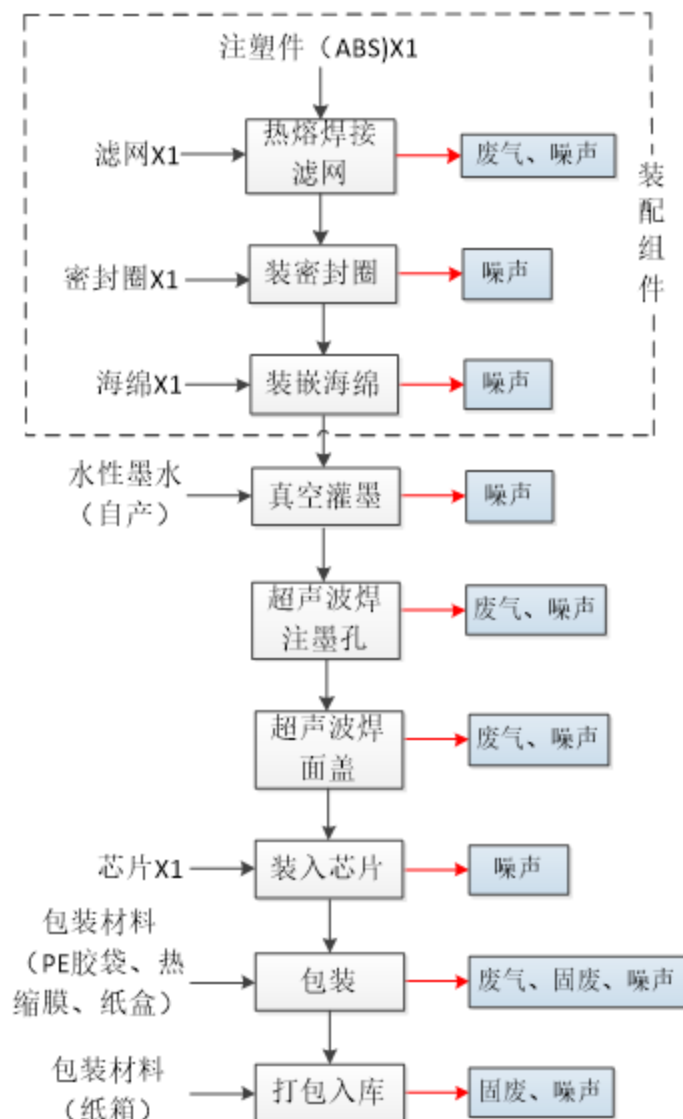 注塑件（ABS)X1
滤网X1
热熔焊接
滤网
废气、噪声
装配组件
密封圈X1
装密封圈
噪声
海绵X1
装嵌海绵
噪声
水性墨水
（自产）
真空灌墨
噪声
超声波焊
注墨孔
废气、噪声
超声波焊
面盖
废气、噪声
芯片X1
装入芯片
噪声
包装材料
（PE胶袋、热
缩膜、纸盒）
包装
废气、固废、噪声
包装材料
（纸箱）
打包入库
固废、噪声